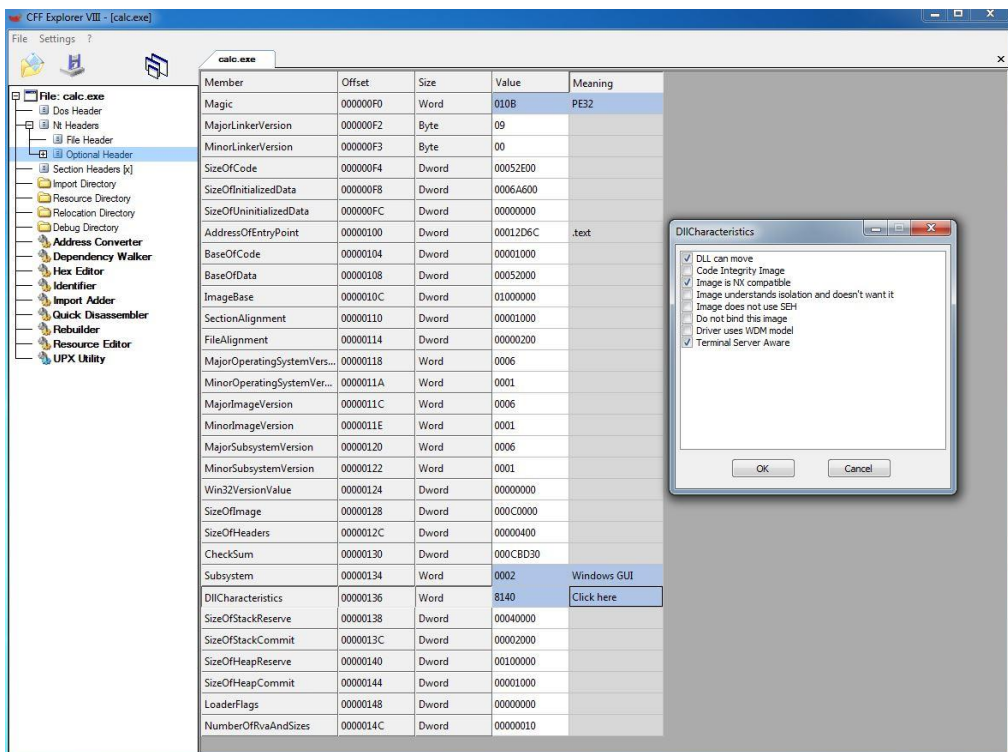 CFF Explorer VIII - [calc.exe]
File Settings ?
calc.exe
x
File: calc.exe
Dos Header
Nt Headers
File Header
Optional Header
Section Headers [x]
Import Directory
Resource Directory
Relocation Directory
Debug Directory
Address Converter
Dependency Walker
Hex Editor
Identifier
Import Adder
Quick Disassembler
Rebuilder
Resource Editor
UPX Utility
Member Offset Size Value Meaning
Magic 000000F0 Word 010B PE32
MajorLinkerVersion 000000F2 Byte 09
MinorLinkerVersion 000000F3 Byte 00
SizeOfCode 000000F4 Dword 00052E00
SizeOfInitializedData 000000F8 Dword 0006A600
SizeOfUninitializedData 000000FC Dword 00000000
AddressOfEntryPoint 00000100 Dword 00012D6C .text
BaseOfCode 00000104 Dword 00001000
BaseOfData 00000108 Dword 00052000
ImageBase 0000010C Dword 01000000
SectionAlignment 00000110 Dword 00001000
FileAlignment 00000114 Dword 00000200
MajorOperatingSystemVers... 00000118 Word 0006
MinorOperatingSystemVer... 0000011A Word 0001
MajorImageVersion 0000011C Word 0006
MinorImageVersion 0000011E Word 0001
MajorSubsystemVersion 00000120 Word 0006
MinorSubsystemVersion 00000122 Word 0001
Win32VersionValue 00000124 Dword 00000000
SizeOfImage 00000128 Dword 000C0000
SizeOfHeaders 0000012C Dword 00000400
CheckSum 00000130 Dword 000CBD30
Subsystem 00000134 Word 0002 Windows GUI
DllCharacteristics 00000136 Word 8140 Click here
SizeOfStackReserve 00000138 Dword 00040000
SizeOfStackCommit 0000013C Dword 00002000
SizeOfHeapReserve 00000140 Dword 00100000
SizeOfHeapCommit 00000144 Dword 00001000
LoaderFlags 00000148 Dword 00000000
NumberOfRvaAndSizes 0000014C Dword 00000010
DllCharacteristics
DLL can move
Code Integrity Image
Image is NX compatible
Image understands isolation and doesn't want it
Image does not use SEH
Do not bind this image
Driver uses WDM model
Terminal Server Aware
OK Cancel